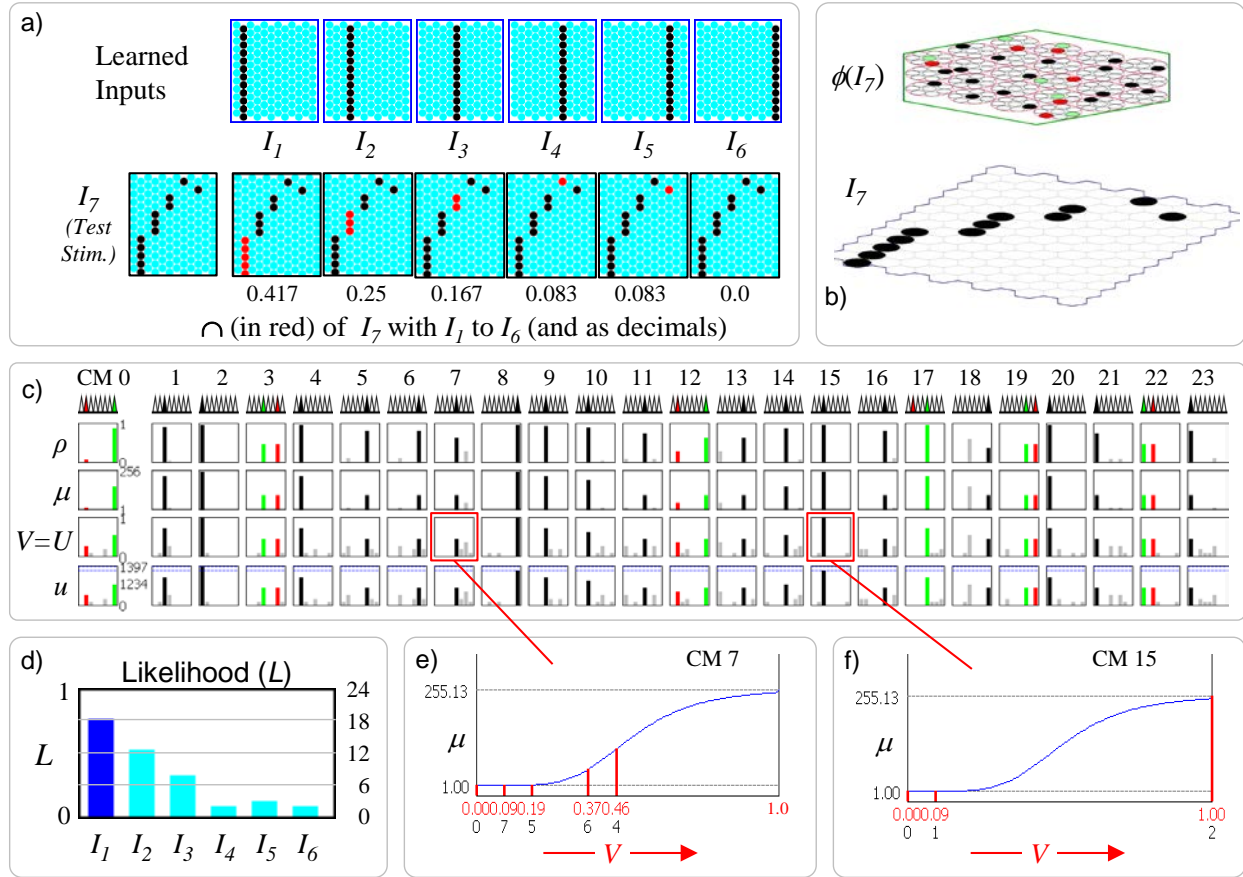 a)
Learned
Inputs
I1 I2 I3 I4 I5 I6
I7
(Test
Stim.)
0.417 0.25 0.167 0.083 0.083 0.0
∩ (in red) of I7 with I1 to I6 (and as decimals)
ϕ(I7)
I7
b)
c) CM 0 1 2 3 4 5 6 7 8 9 10 11 12 13 14 15 16 17 18 19 20 21 22 23
ρ 1 0
μ 256 1
V=U 1 0
u 1397 1234 0
d)
Likelihood (L)
1 24
18
L 12
6
0 0
I1 I2 I3 I4 I5 I6
e) CM 7
255.13
μ
1.00
0.00 0.09 0.19 0.37 0.46 1.0
0 7 5 6 4
V
f) CM 15
255.13
μ
1.00
0.00 0.09 1.00
0 1 2
V